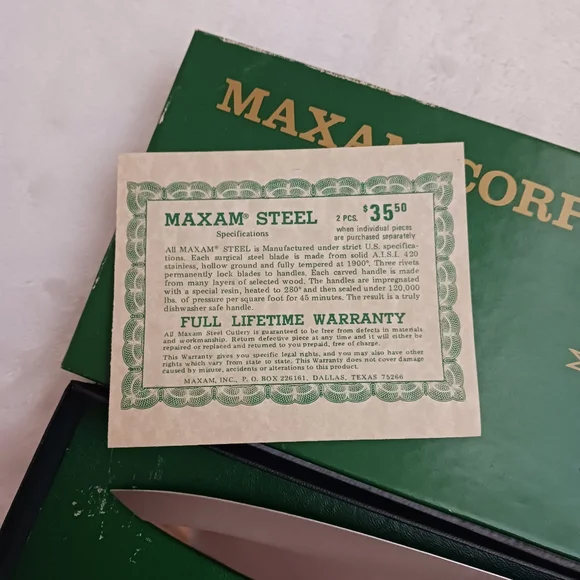 MAXAM CORP
MAXAM® STEEL
Specifications
2 PCS. $35.50
when individual pieces
are purchased separately
All MAXAM® STEEL is Manufactured under strict U.S. specifica-
tions. Each surgical steel blade is made from solid A.I.S.I. 420
stainless, hollow ground and fully tempered at 1900°. Three rivets
permanently lock blades to handles. Each carved handle is made
from many layers of selected wood. The handles are impregnated
with a special resin, heated to 280° and then sealed under 120,000
lbs. of pressure per square foot for 45 minutes. The result is a truly
dishwasher safe handle.
FULL LIFETIME WARRANTY
All Maxam Steel Cutlery is guaranteed to be free from defects in materials
and workmanship. Return defective piece at any time and it will either be
repaired or replaced and returned to you prepaid, free of charge.
This Warranty gives you specific legal rights, and you may also have other
rights which vary from state to state. This Warranty does not cover damage
caused by misuse, accidents or alterations to this product.
MAXAM, INC., P. O. BOX 226161, DALLAS, TEXAS 75266